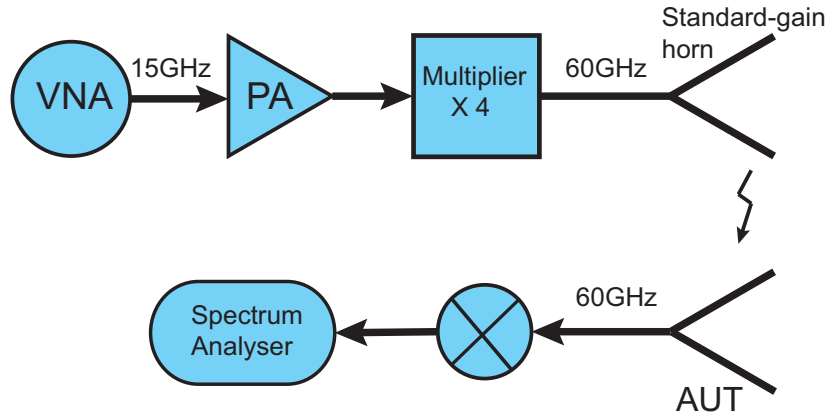 Standard-gain
horn
15GHz
60GHz
VNA
PA
Multiplier
X 4
60GHz
Spectrum
Analyser
AUT